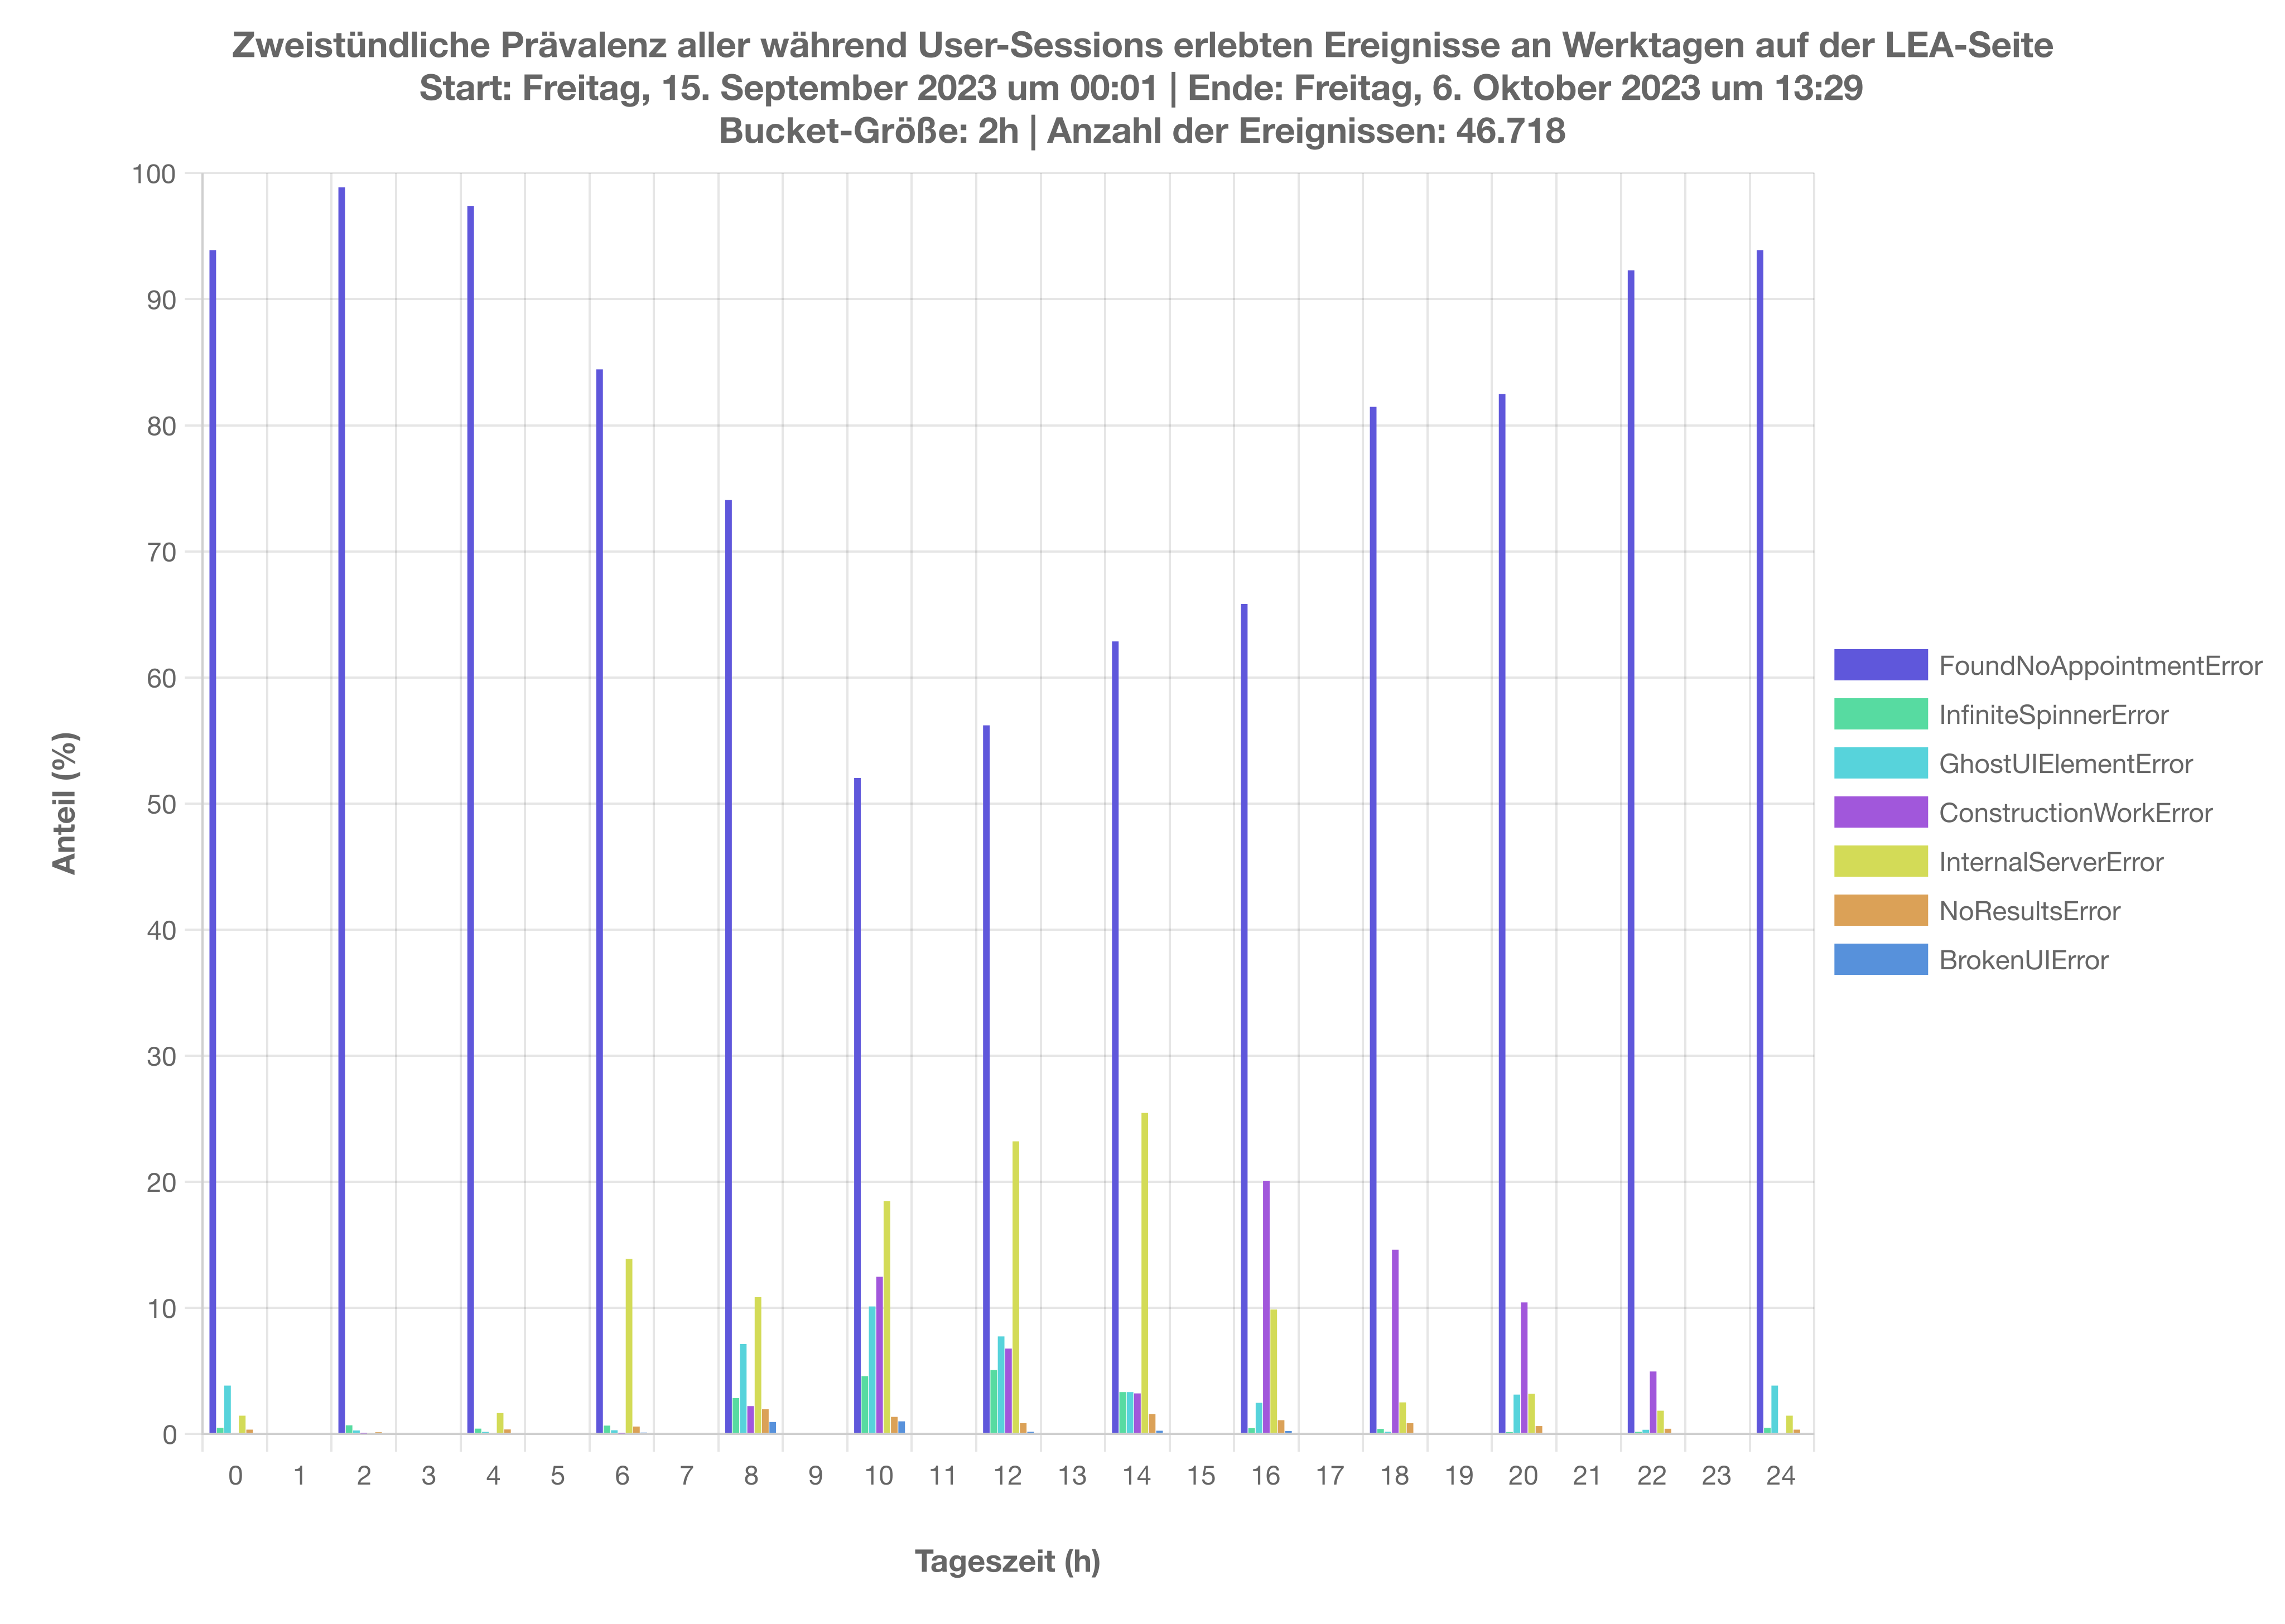 Zweistündliche Prävalenz aller während User-Sessions erlebten Ereignisse an Werktagen auf der LEA-Seite
Start: Freitag, 15. September 2023 um 00:01 | Ende: Freitag, 6. Oktober 2023 um 13:29
Bucket-Größe: 2h | Anzahl der Ereignissen: 46.718
100
90
80
70
60
50
40
30
20
10
0
Anteil (%)
0 1 2 3 4 5 6 7 8 9 10 11 12 13 14 15 16 17 18 19 20 21 22 23 24
Tageszeit (h)
FoundNoAppointmentError
InfiniteSpinnerError
GhostUIElementError
ConstructionWorkError
InternalServerError
NoResultsError
BrokenUIError